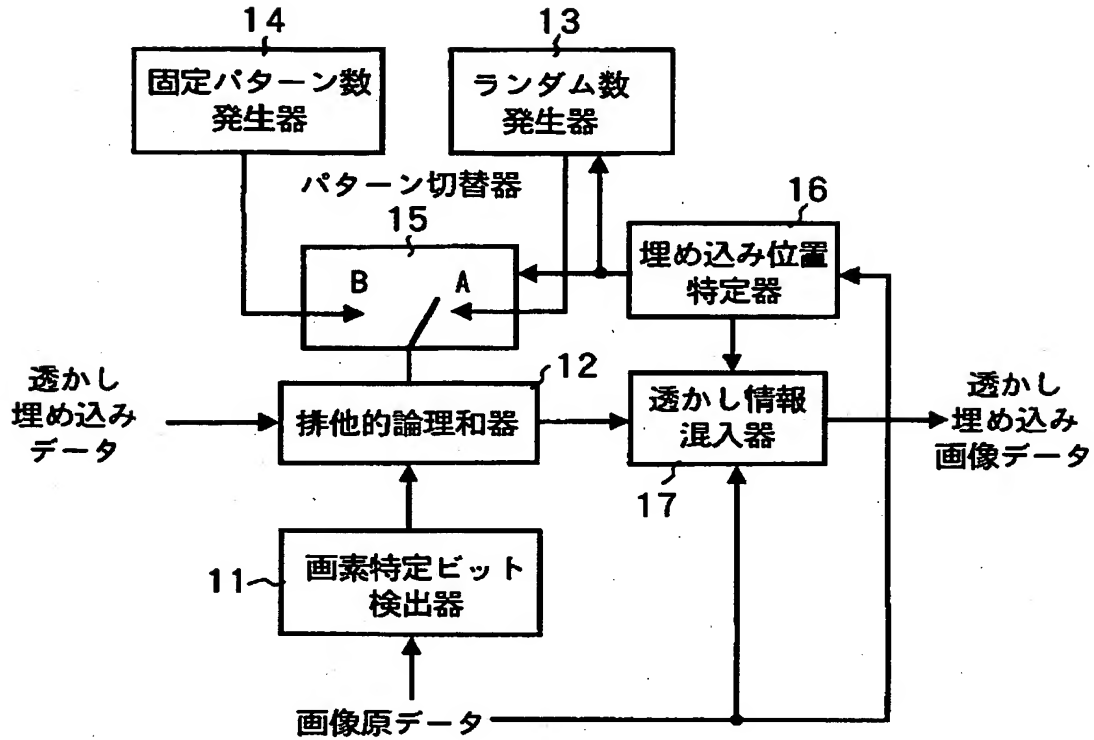 14
固定パターン数
発生器
13
ランダム数
発生器
パターン切替器
15
B
A
16
埋め込み位置
特定器
透かし
埋め込み
データ
12
排他的論理和器
透かし情報
混入器
17
透かし
埋め込み
画像データ
11
画素特定ビット
検出器
画像原データ